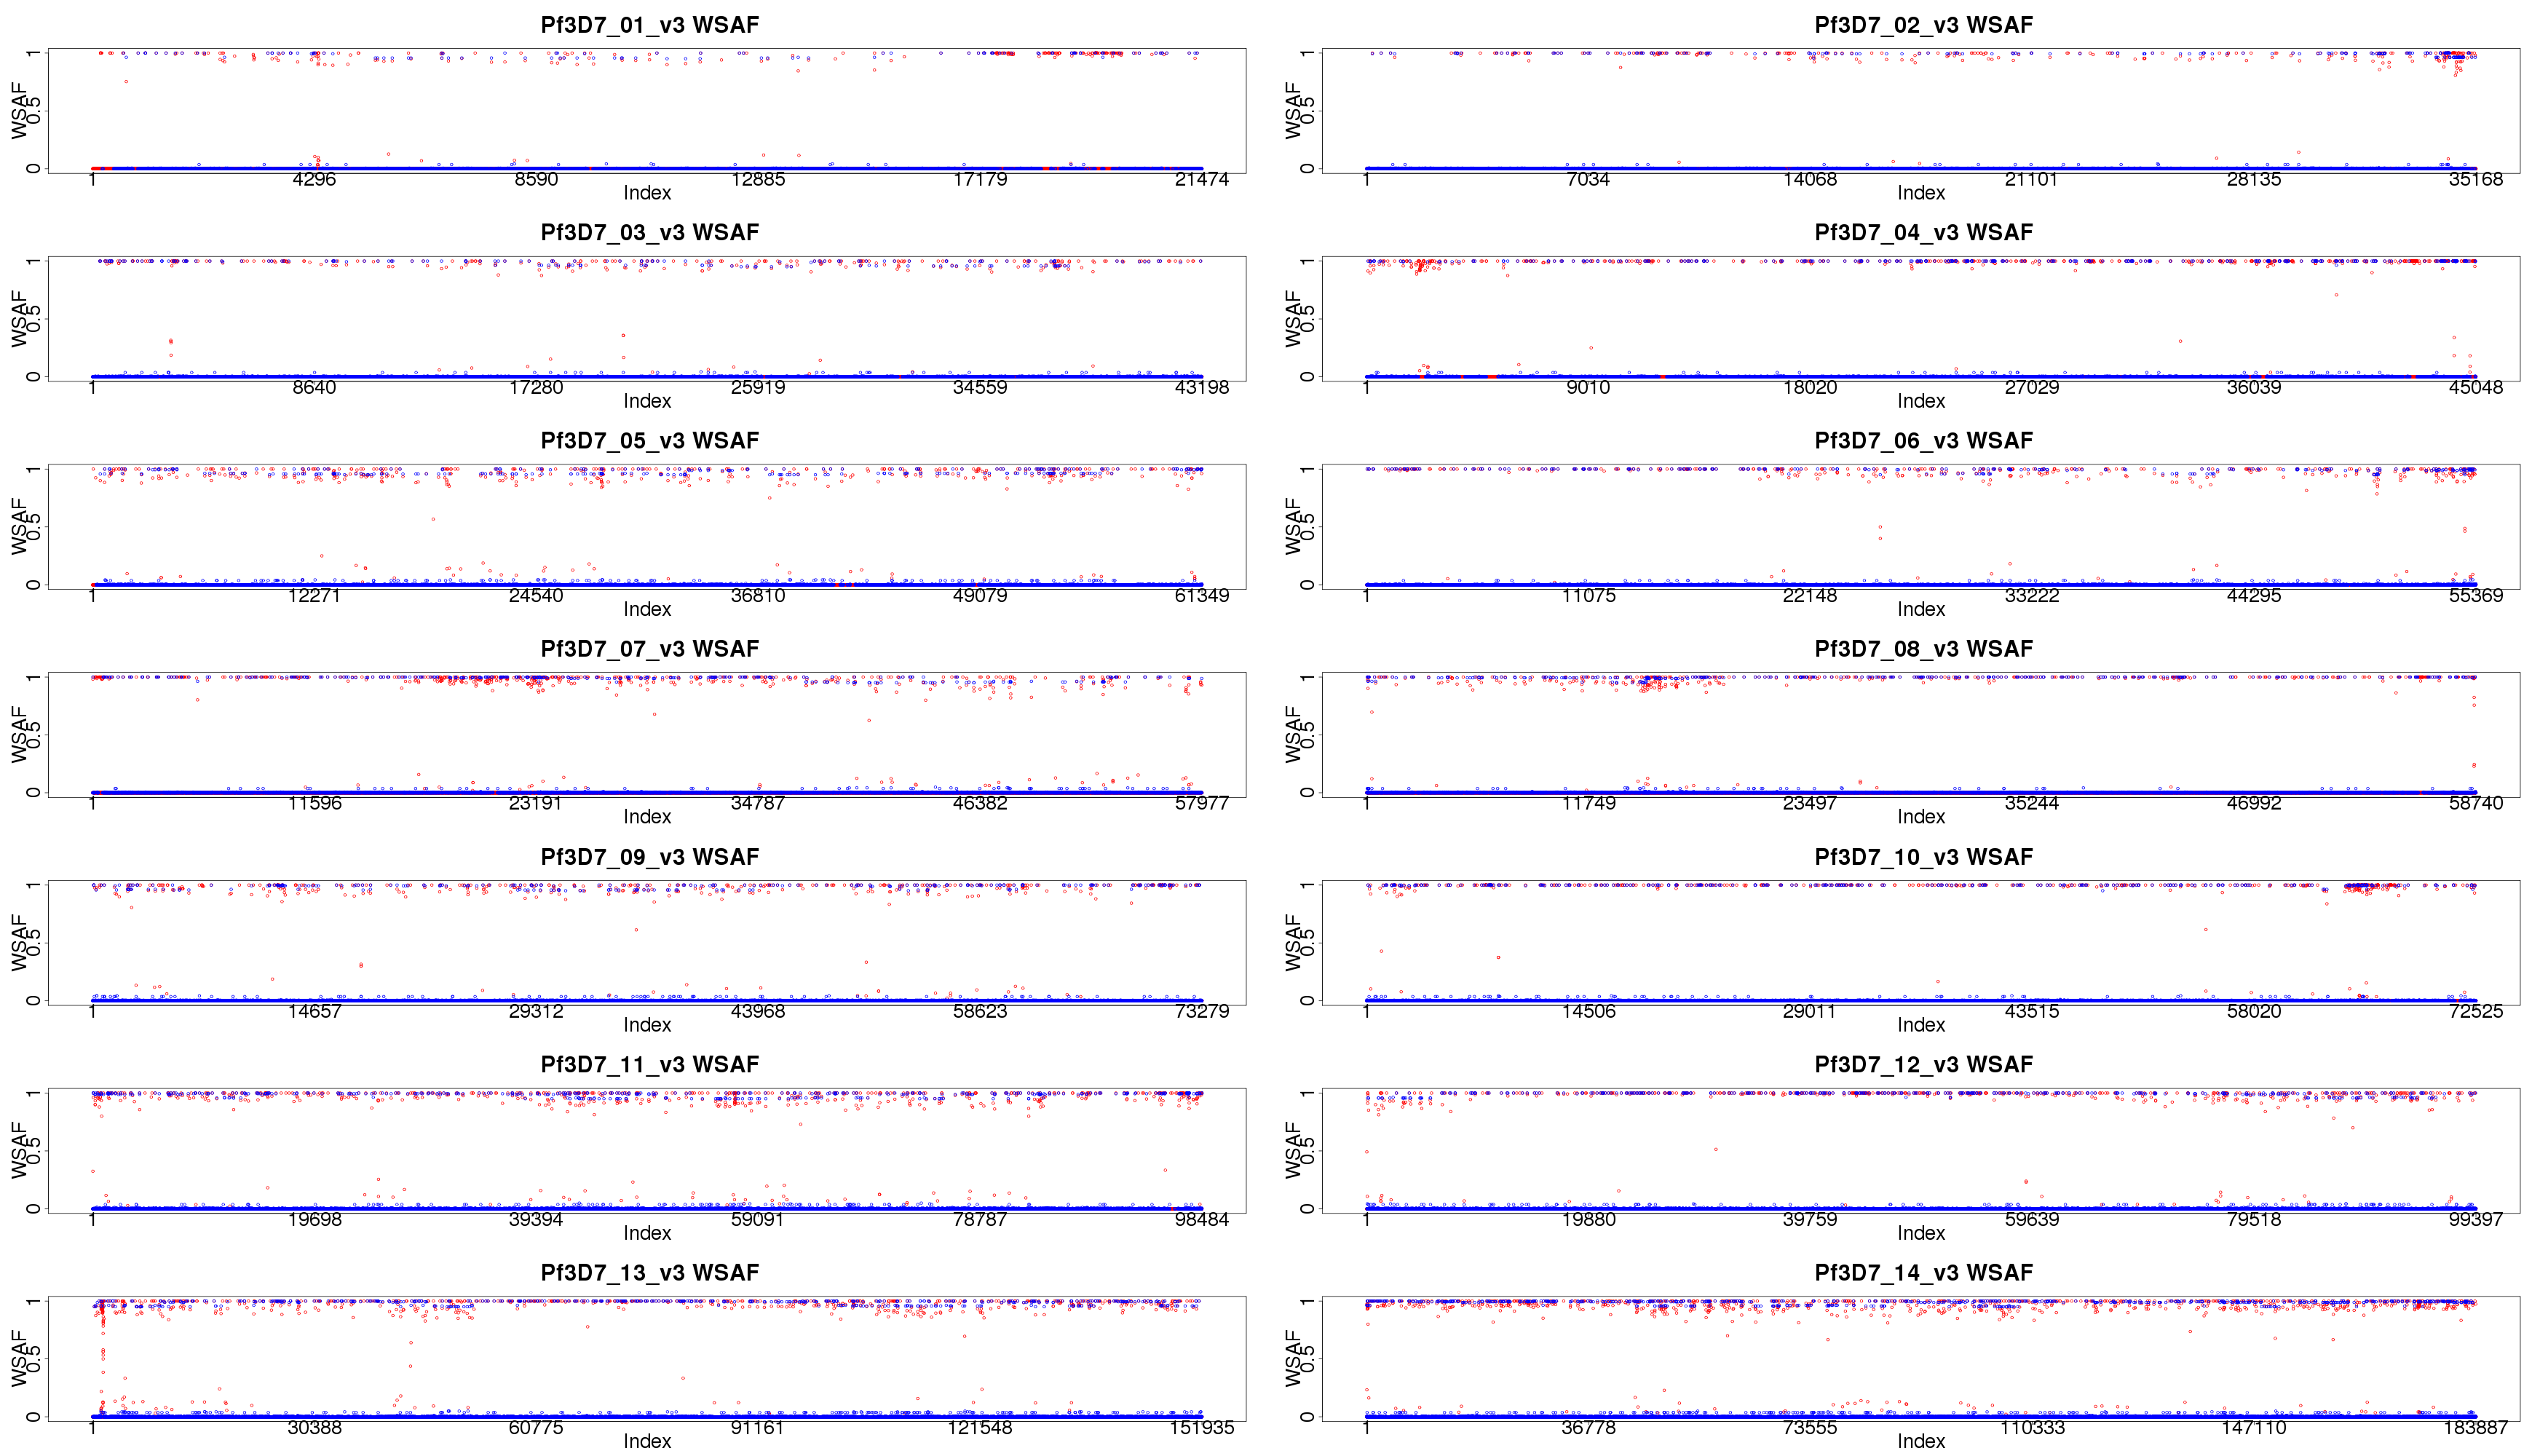 Pf3D7_01_v3 WSAF
WSAF
1
0.5
0
1 4296 8590 12885 17179 21474
Index
Pf3D7_02_v3 WSAF
WSAF
1
0.5
0
1 7034 14068 21101 28135 35168
Index
Pf3D7_03_v3 WSAF
WSAF
1
0.5
0
1 8640 17280 25919 34559 43198
Index
Pf3D7_04_v3 WSAF
WSAF
1
0.5
0
1 9010 18020 27029 36039 45048
Index
Pf3D7_05_v3 WSAF
WSAF
1
0.5
0
1 12271 24540 36810 49079 61349
Index
Pf3D7_06_v3 WSAF
WSAF
1
0.5
0
1 11075 22148 33222 44295 55369
Index
Pf3D7_07_v3 WSAF
WSAF
1
0.5
0
1 11596 23191 34787 46382 57977
Index
Pf3D7_08_v3 WSAF
WSAF
1
0.5
0
1 11749 23497 35244 46992 58740
Index
Pf3D7_09_v3 WSAF
WSAF
1
0.5
0
1 14657 29312 43968 58623 73279
Index
Pf3D7_10_v3 WSAF
WSAF
1
0.5
0
1 14506 29011 43515 58020 72525
Index
Pf3D7_11_v3 WSAF
WSAF
1
0.5
0
1 19698 39394 59091 78787 98484
Index
Pf3D7_12_v3 WSAF
WSAF
1
0.5
0
1 19880 39759 59639 79518 99397
Index
Pf3D7_13_v3 WSAF
WSAF
1
0.5
0
1 30388 60775 91161 121548 151935
Index
Pf3D7_14_v3 WSAF
WSAF
1
0.5
0
1 36778 73555 110333 147110 183887
Index